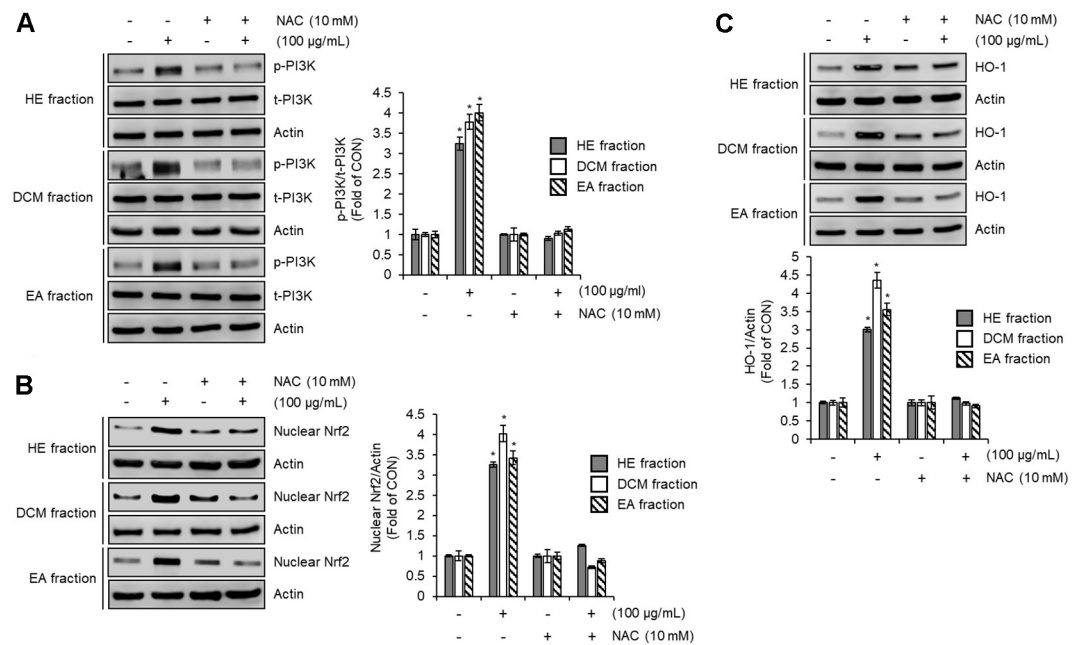 A
- - + + NAC (10 mM)
- + - + (100 µg/mL)
HE fraction
p-PI3K
t-PI3K
Actin
DCM fraction
p-PI3K
t-PI3K
Actin
EA fraction
p-PI3K
t-PI3K
Actin
p-PI3K/t-PI3K
(Fold of CON)
4.5
4
3.5
3
2.5
2
1.5
1
0.5
0
* * *
HE fraction
DCM fraction
EA fraction
- + - + (100 µg/ml)
- - + + NAC (10 mM)
B
- - + + NAC (10 mM)
- + - + (100 µg/mL)
HE fraction
Nuclear Nrf2
Actin
DCM fraction
Nuclear Nrf2
Actin
EA fraction
Nuclear Nrf2
Actin
Nuclear Nrf2/Actin
(Fold of CON)
4.5
4
3.5
3
2.5
2
1.5
1
0.5
0
* * *
HE fraction
DCM fraction
EA fraction
- + - + (100 µg/mL)
- - + + NAC (10 mM)
C
- - + + NAC (10 mM)
- + - + (100 µg/mL)
HE fraction
HO-1
Actin
DCM fraction
HO-1
Actin
EA fraction
HO-1
Actin
HO-1/Actin
(Fold of CON)
5
4.5
4
3.5
3
2.5
2
1.5
1
0.5
0
* * *
HE fraction
DCM fraction
EA fraction
- + - + (100 µg/mL)
- - + + NAC (10 mM)